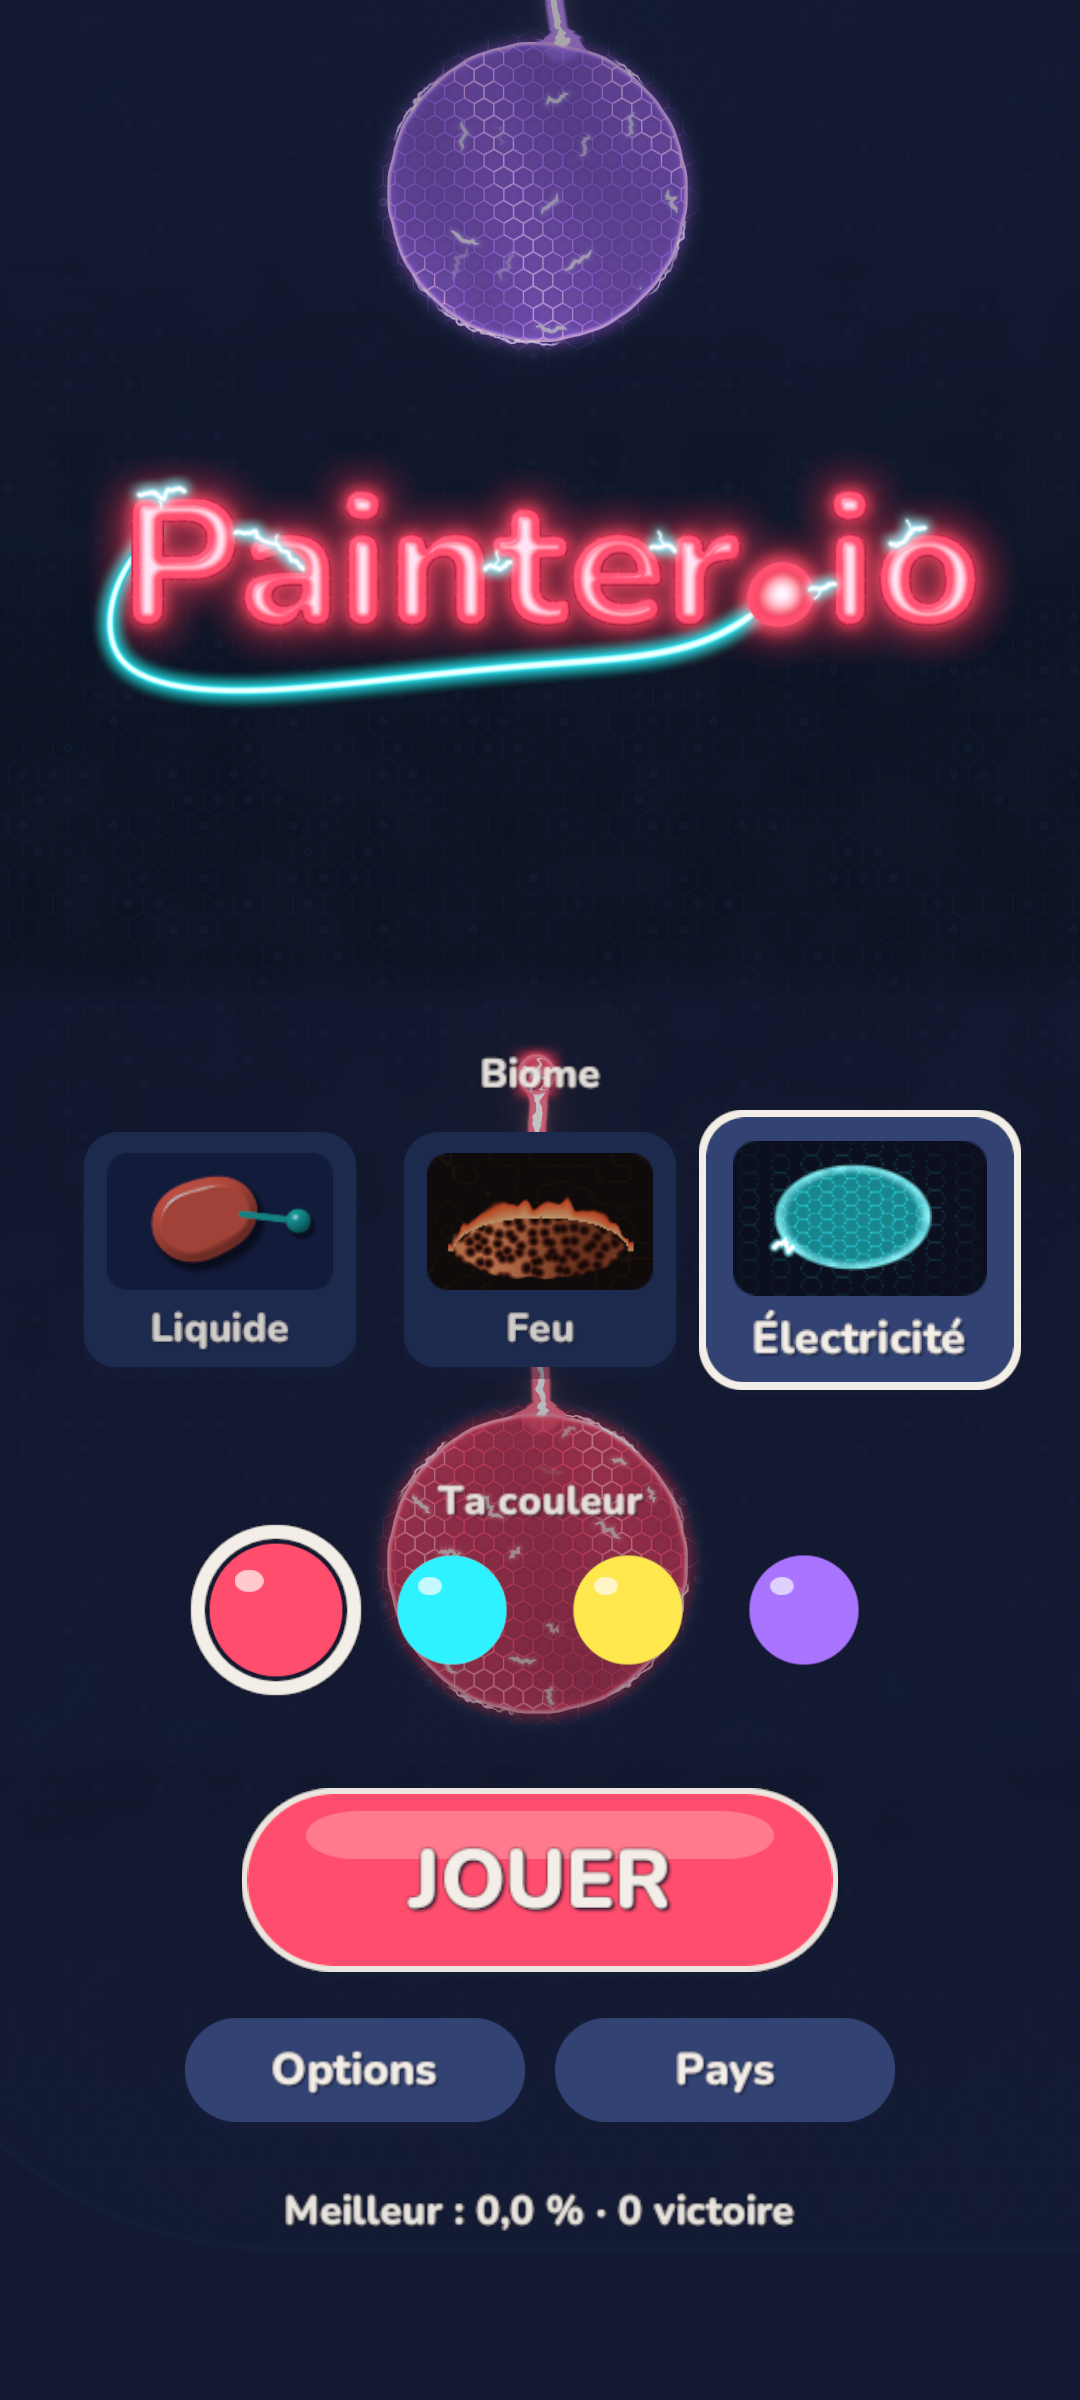 Painter.io
Biome
Liquide
Feu
Électricité
Ta couleur
JOUER
Options
Pays
Meilleur : 0,0 % · 0 victoire